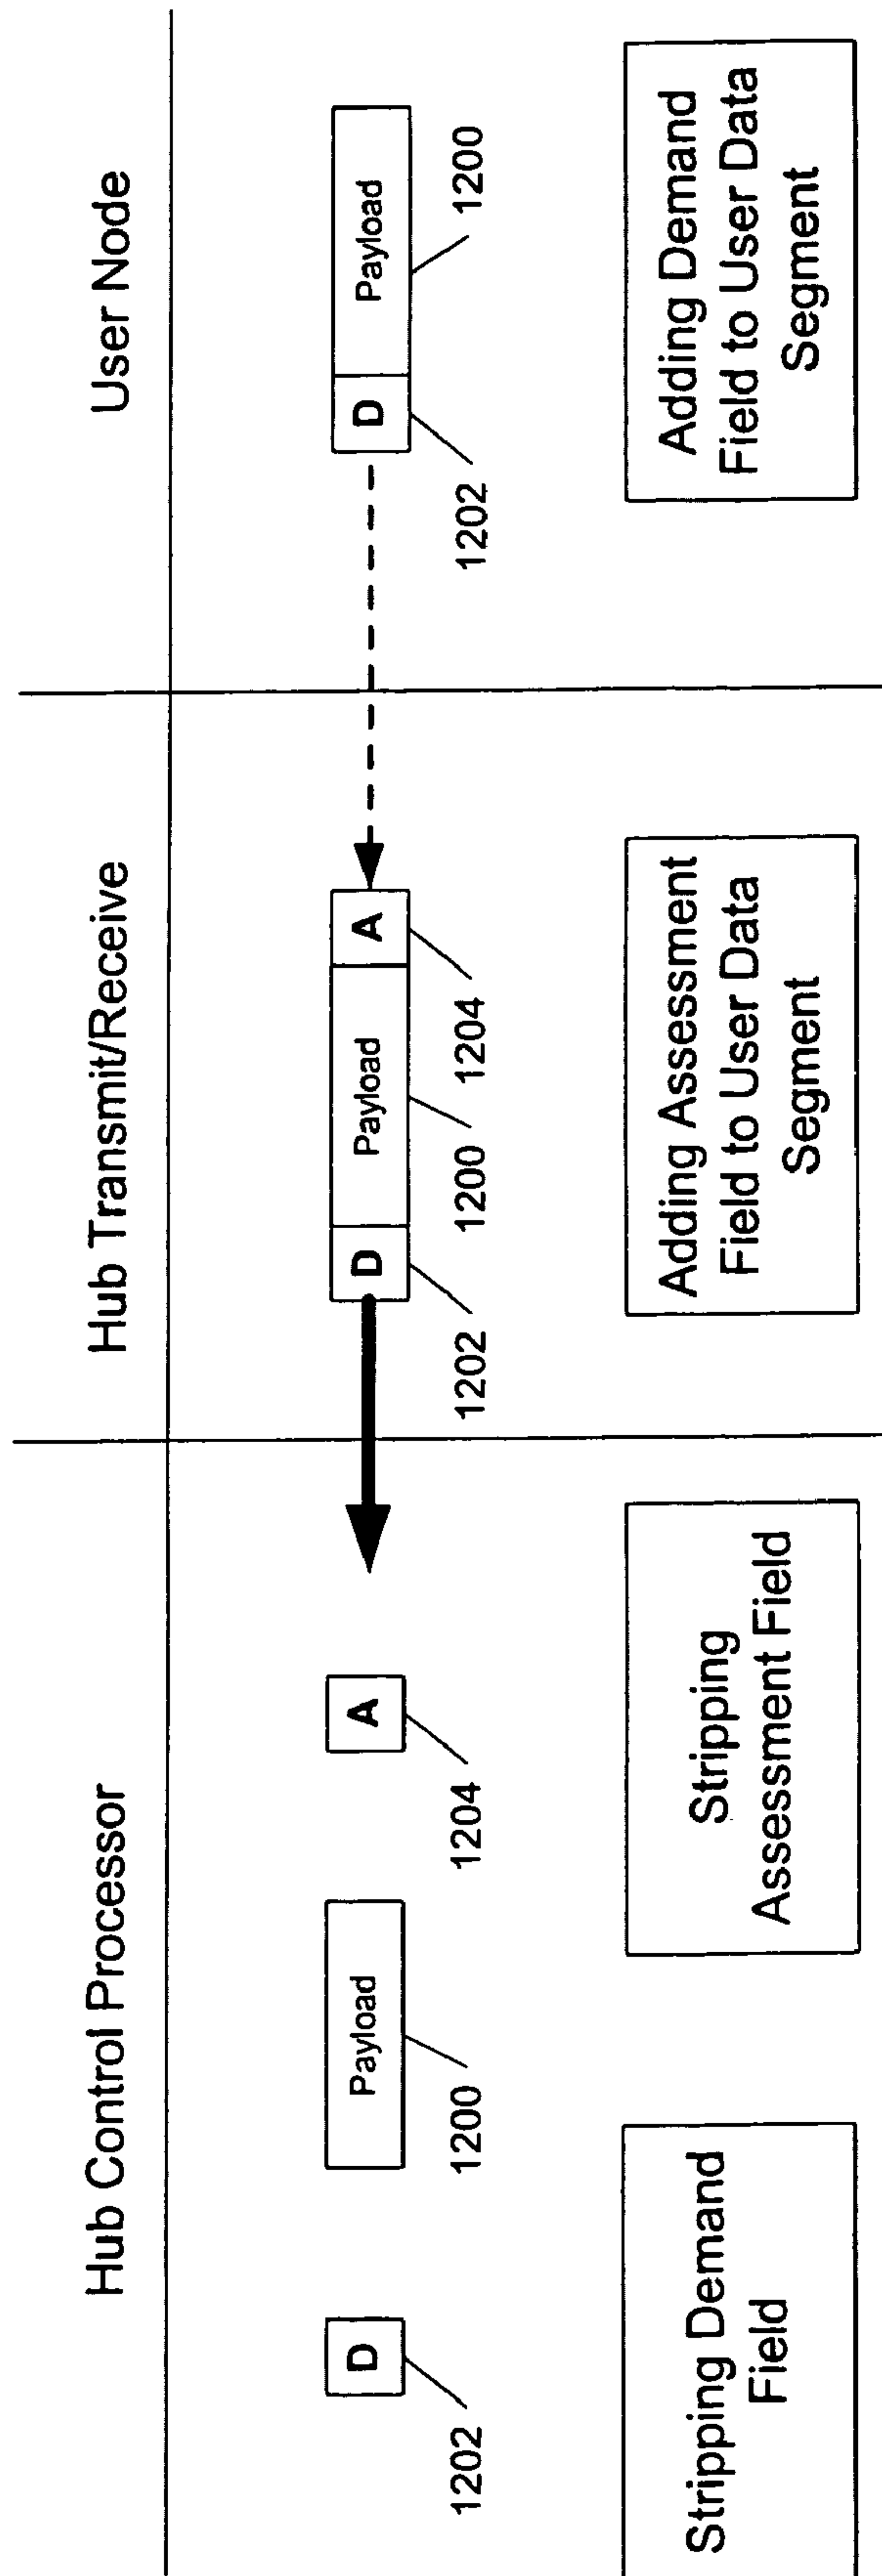 Hub Control Processor
Hub Transmit/Receive
User Node
D
Payload
A
D
Payload
A
D
Payload
1202
1200
1204
1202
1200
1204
1202
1200
Stripping Demand
Field
Stripping
Assessment Field
Adding Assessment
Field to User Data
Segment
Adding Demand
Field to User Data
Segment